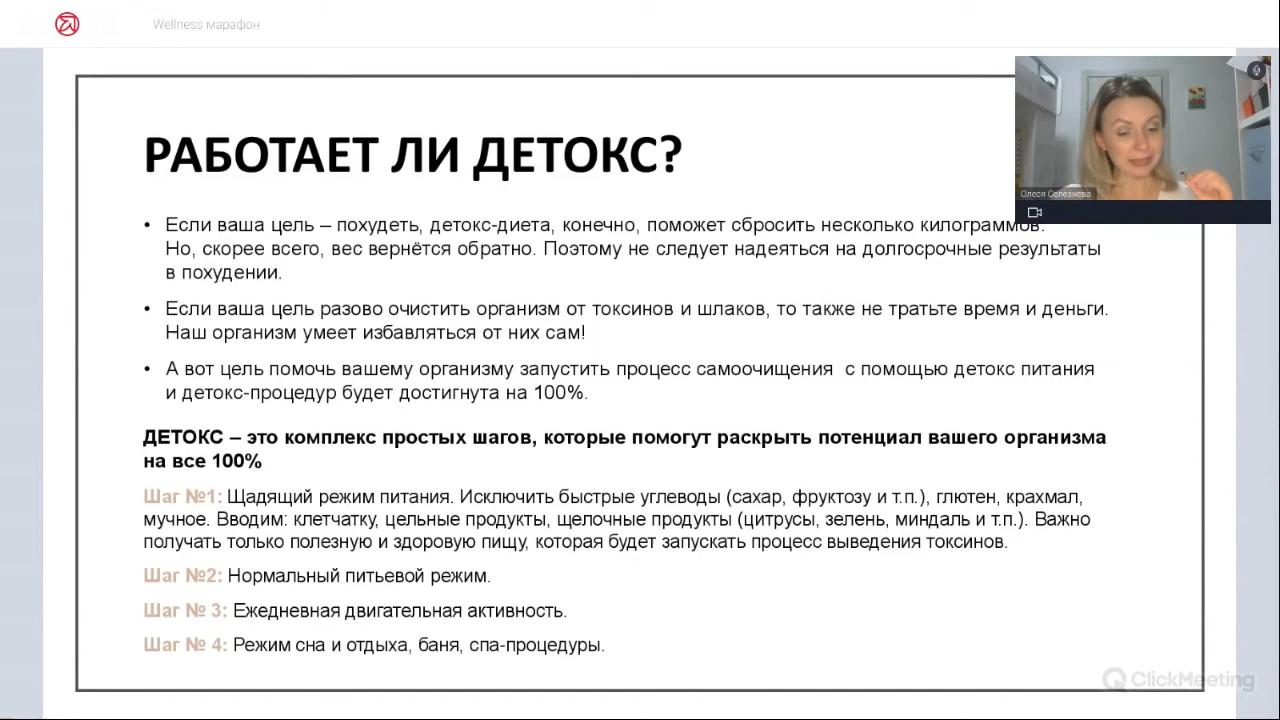 Wellness марафон
РАБОТАЕТ ЛИ ДЕТОКС?
Олеся Селезнева
• Если ваша цель – похудеть, детокс-диета, конечно, поможет сбросить несколько килограммов.
Но, скорее всего, вес вернётся обратно. Поэтому не следует надеяться на долгосрочные результаты
в похудении.
• Если ваша цель разово очистить организм от токсинов и шлаков, то также не тратьте время и деньги.
Наш организм умеет избавляться от них сам!
• А вот цель помочь вашему организму запустить процесс самоочищения с помощью детокс питания
и детокс-процедур будет достигнута на 100%.
ДЕТОКС – это комплекс простых шагов, которые помогут раскрыть потенциал вашего организма
на все 100%
Шаг №1: Щадящий режим питания. Исключить быстрые углеводы (сахар, фруктозу и т.п.), глютен, крахмал,
мучное. Вводим: клетчатку, цельные продукты, щелочные продукты (цитрусы, зелень, миндаль и т.п.). Важно
получать только полезную и здоровую пищу, которая будет запускать процесс выведения токсинов.
Шаг №2: Нормальный питьевой режим.
Шаг № 3: Ежедневная двигательная активность.
Шаг № 4: Режим сна и отдыха, баня, спа-процедуры.
ClickMeeting